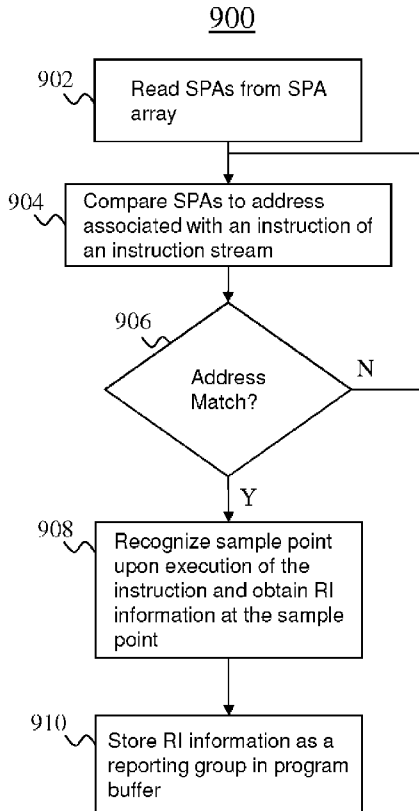 900
902
Read SPAs from SPA
array
904
Compare SPAs to address
associated with an instruction of
an instruction stream
906
Address
Match?
N
Y
908
Recognize sample point
upon execution of the
instruction and obtain RI
information at the sample
point
910
Store RI information as a
reporting group in program
buffer